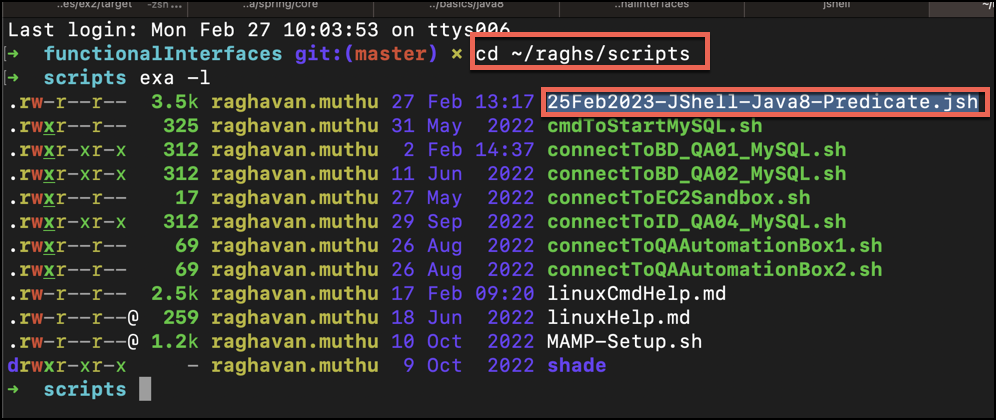 ..es/ex2/target -zsh ... ..a/spring/core ../basics/java8 ..nalInterfaces jshell ~/
Last login: Mon Feb 27 10:03:53 on ttys006
→ functionalInterfaces git:(master) × cd ~/raghs/scripts
→ scripts exa -l
.rw-r--r-- 3.5k raghavan.muthu 27 Feb 13:17 25Feb2023-JShell-Java8-Predicate.jsh
.rwxr--r-- 325 raghavan.muthu 31 May 2022 cmdToStartMySQL.sh
.rwxr-xr-x 312 raghavan.muthu 2 Feb 14:37 connectToBD_QA01_MySQL.sh
.rwxr-xr-x 312 raghavan.muthu 11 Jun 2022 connectToBD_QA02_MySQL.sh
.rwxr--r-- 17 raghavan.muthu 27 May 2022 connectToEC2Sandbox.sh
.rwxr-xr-x 312 raghavan.muthu 29 Sep 2022 connectToID_QA04_MySQL.sh
.rwxr--r-- 69 raghavan.muthu 26 Aug 2022 connectToQAAutomationBox1.sh
.rwxr--r-- 69 raghavan.muthu 26 Aug 2022 connectToQAAutomationBox2.sh
.rw-r--r-- 2.5k raghavan.muthu 17 Feb 09:20 linuxCmdHelp.md
.rw-r--r--@ 259 raghavan.muthu 18 Jun 2022 linuxHelp.md
.rw-r--r--@ 1.2k raghavan.muthu 10 Oct 2022 MAMP-Setup.sh
drwxr-xr-x - raghavan.muthu 9 Oct 2022 shade
→ scripts